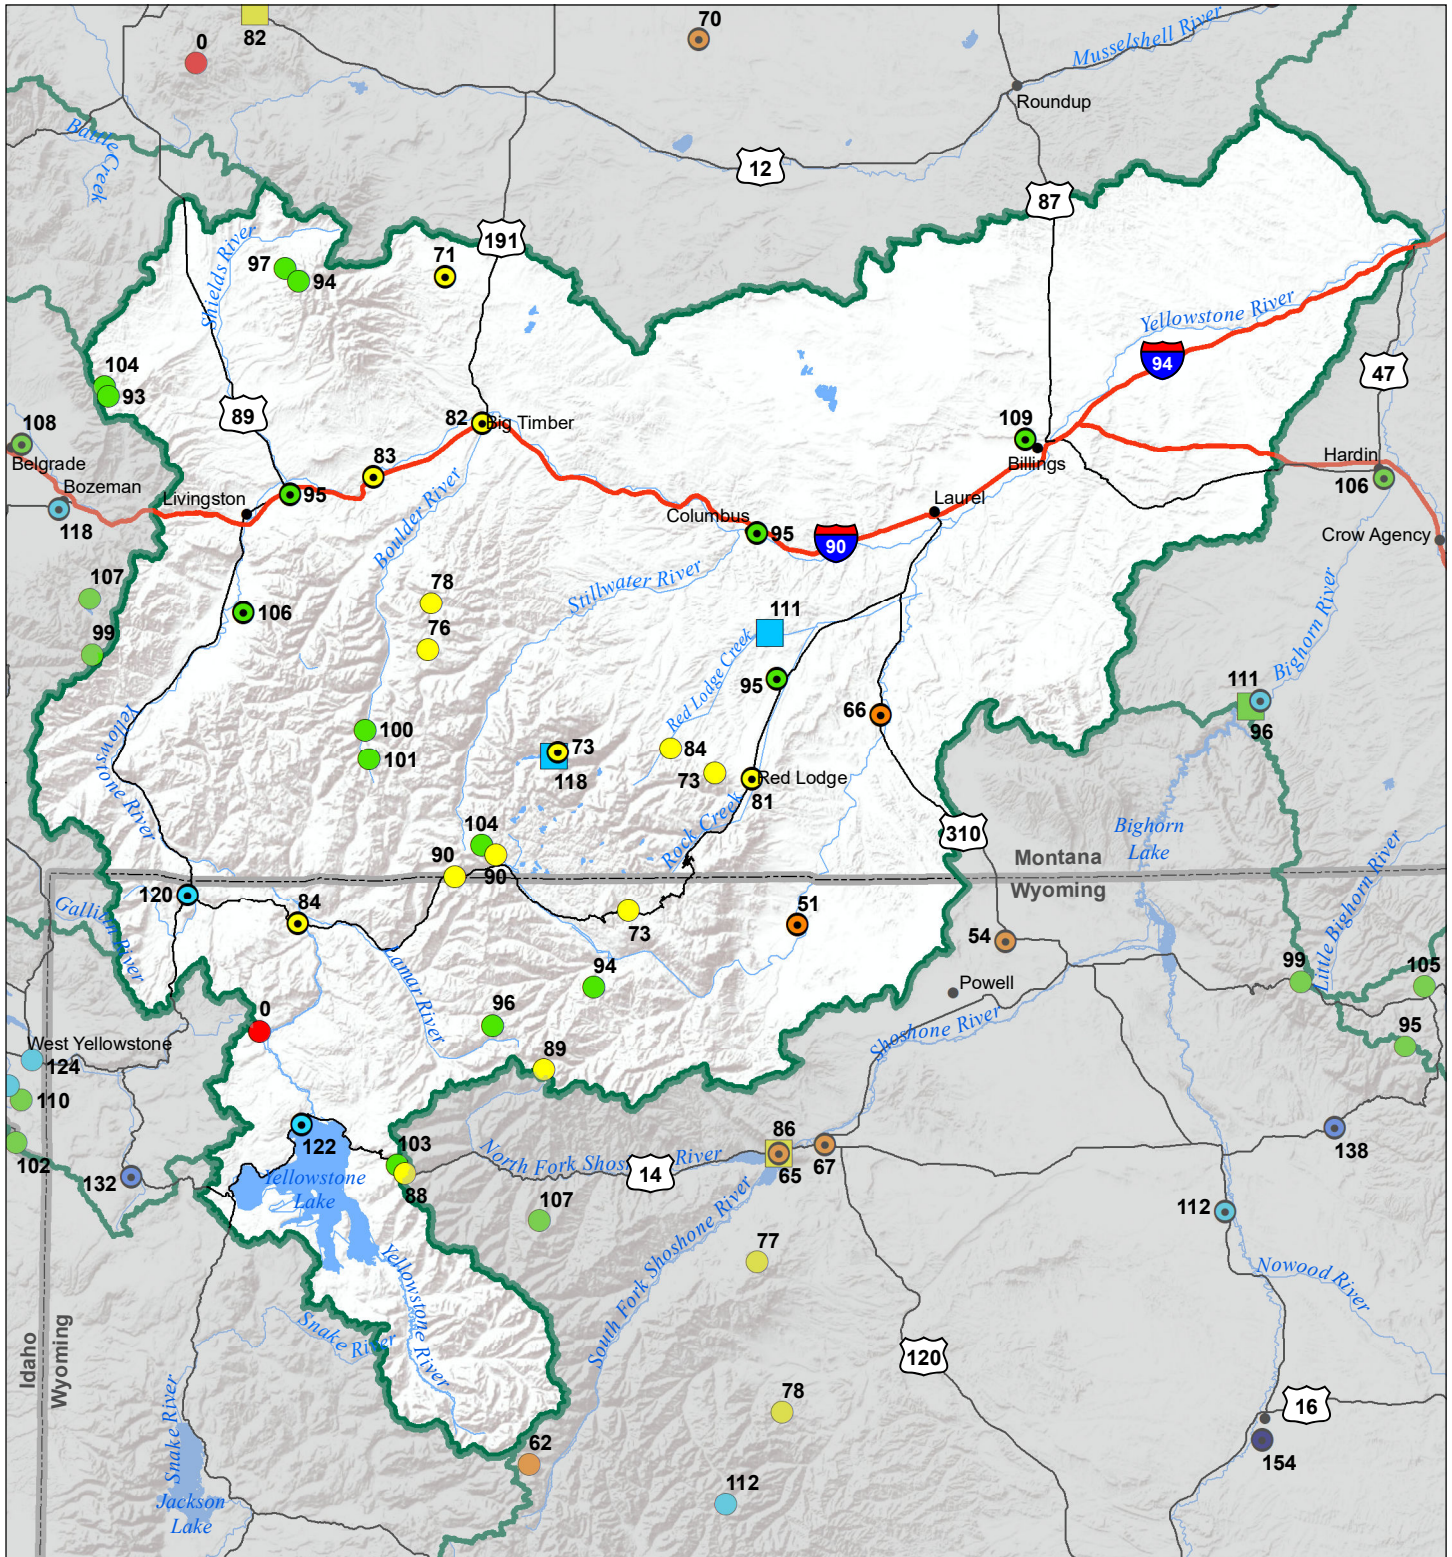 70
0
82
Musselshell River
Roundup
Battle Creek
12
87
191
Shields River
97
94
71
Yellowstone River
94
47
104
93
89
108
Belgrade
Bozeman
118
82
Big Timber
83
109
Billings
Hardin
106
Livingston
95
Laurel
Columbus
95
90
Crow Agency
Boulder River
Stillwater River
107
99
106
78
76
111
Red Lodge Creek
95
66
Bighorn River
111
96
Yellowstone River
100
101
73
118
84
73
Red Lodge
81
Rock Creek
310
Bighorn
Lake
104
90
90
Montana
Wyoming
Little Bighorn River
120
84
Gallitin River
73
51
54
Lamar River
94
96
Powell
99
105
0
West Yellowstone
124
110
89
Shoshone River
95
122
102
132
103
88
Yellowstone
Lake
North Fork Shos River
14
86
65
67
138
107
112
77
South Fork Shoshone River
Yellowstone River
Nowood River
Snake River
Idaho
Wyoming
120
78
16
Snake River
62
154
112
Jackson
Lake